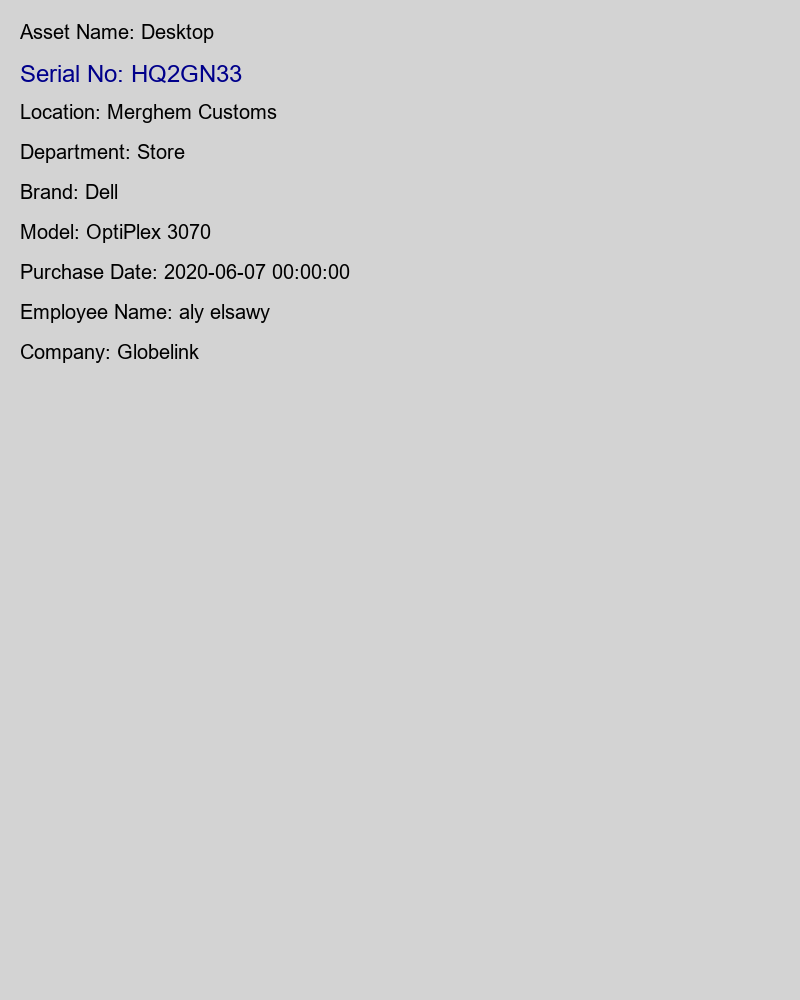 Asset Name: Desktop
Serial No: HQ2GN33
Location: Merghem Customs
Department: Store
Brand: Dell
Model: OptiPlex 3070
Purchase Date: 2020-06-07 00:00:00
Employee Name: aly elsawy
Company: Globelink